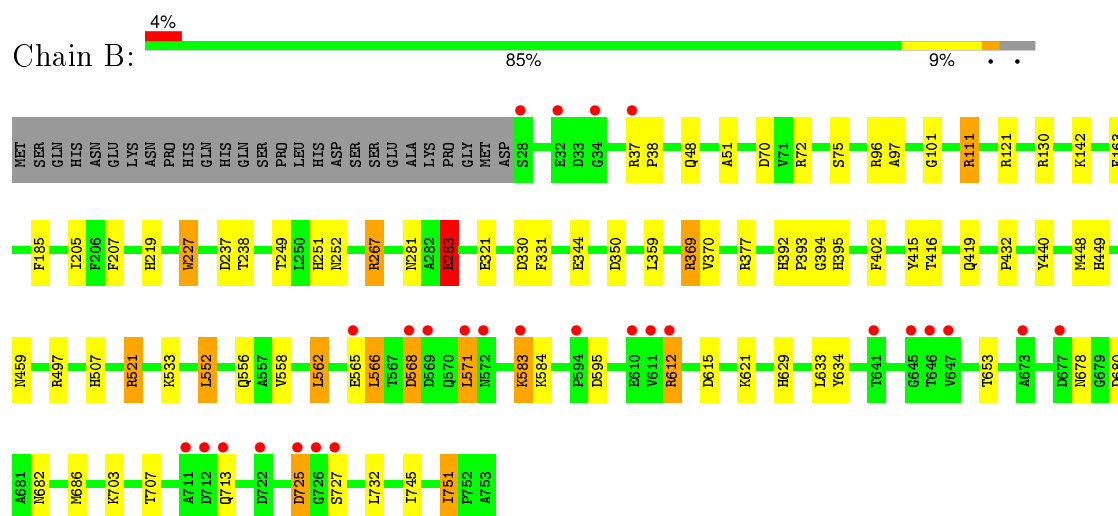 4%
Chain B:
85% 9% • •
MET SER GLN HIS ASN GLU LYS ASN PRO HIS GLN HIS GLN SER PRO LEU HIS ASP SER SER GLU ALA LYS PRO GLY MET ASP S28 E32 D33 G34 R37 P38 Q48 A51 D70 V71 R72 S75 R96 A97 G101 R111 R121 R130 K142
F185 I205 F206 F207 H219 W227 D237 T238 T249 L250 H251 N252 R267 N281 A282 E283 E321 D330 F331 E344 D350 L359 R369 V370 R377 H392 P393 G394 H395 F402 Y415 T416 Q419 P432 Y440 M448 H449
N459 R497 H507 R521 K533 L552 Q556 A557 V558 L562 E565 L566 T567 D568 D569 Q570 L571 N572 K583 K584 P594 D595 E610 V611 R612 D615 K621 H629 L633 Y634 T641 G645 T646 V647 T653 A673 D677 N678 G679 D680
A681 N682 M686 K703 T707 A711 D712 Q713 D722 D725 G726 S727 L732 I745 I751 P752 A753